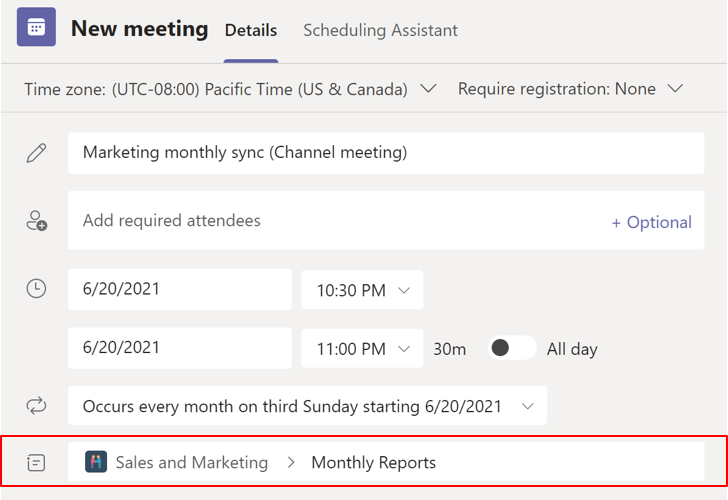 New meeting Details Scheduling Assistant
Time zone: (UTC-08:00) Pacific Time (US & Canada) Require registration: None
Marketing monthly sync (Channel meeting)
Add required attendees + Optional
6/20/2021 10:30 PM
6/20/2021 11:00 PM 30m All day
Occurs every month on third Sunday starting 6/20/2021
Sales and Marketing > Monthly Reports